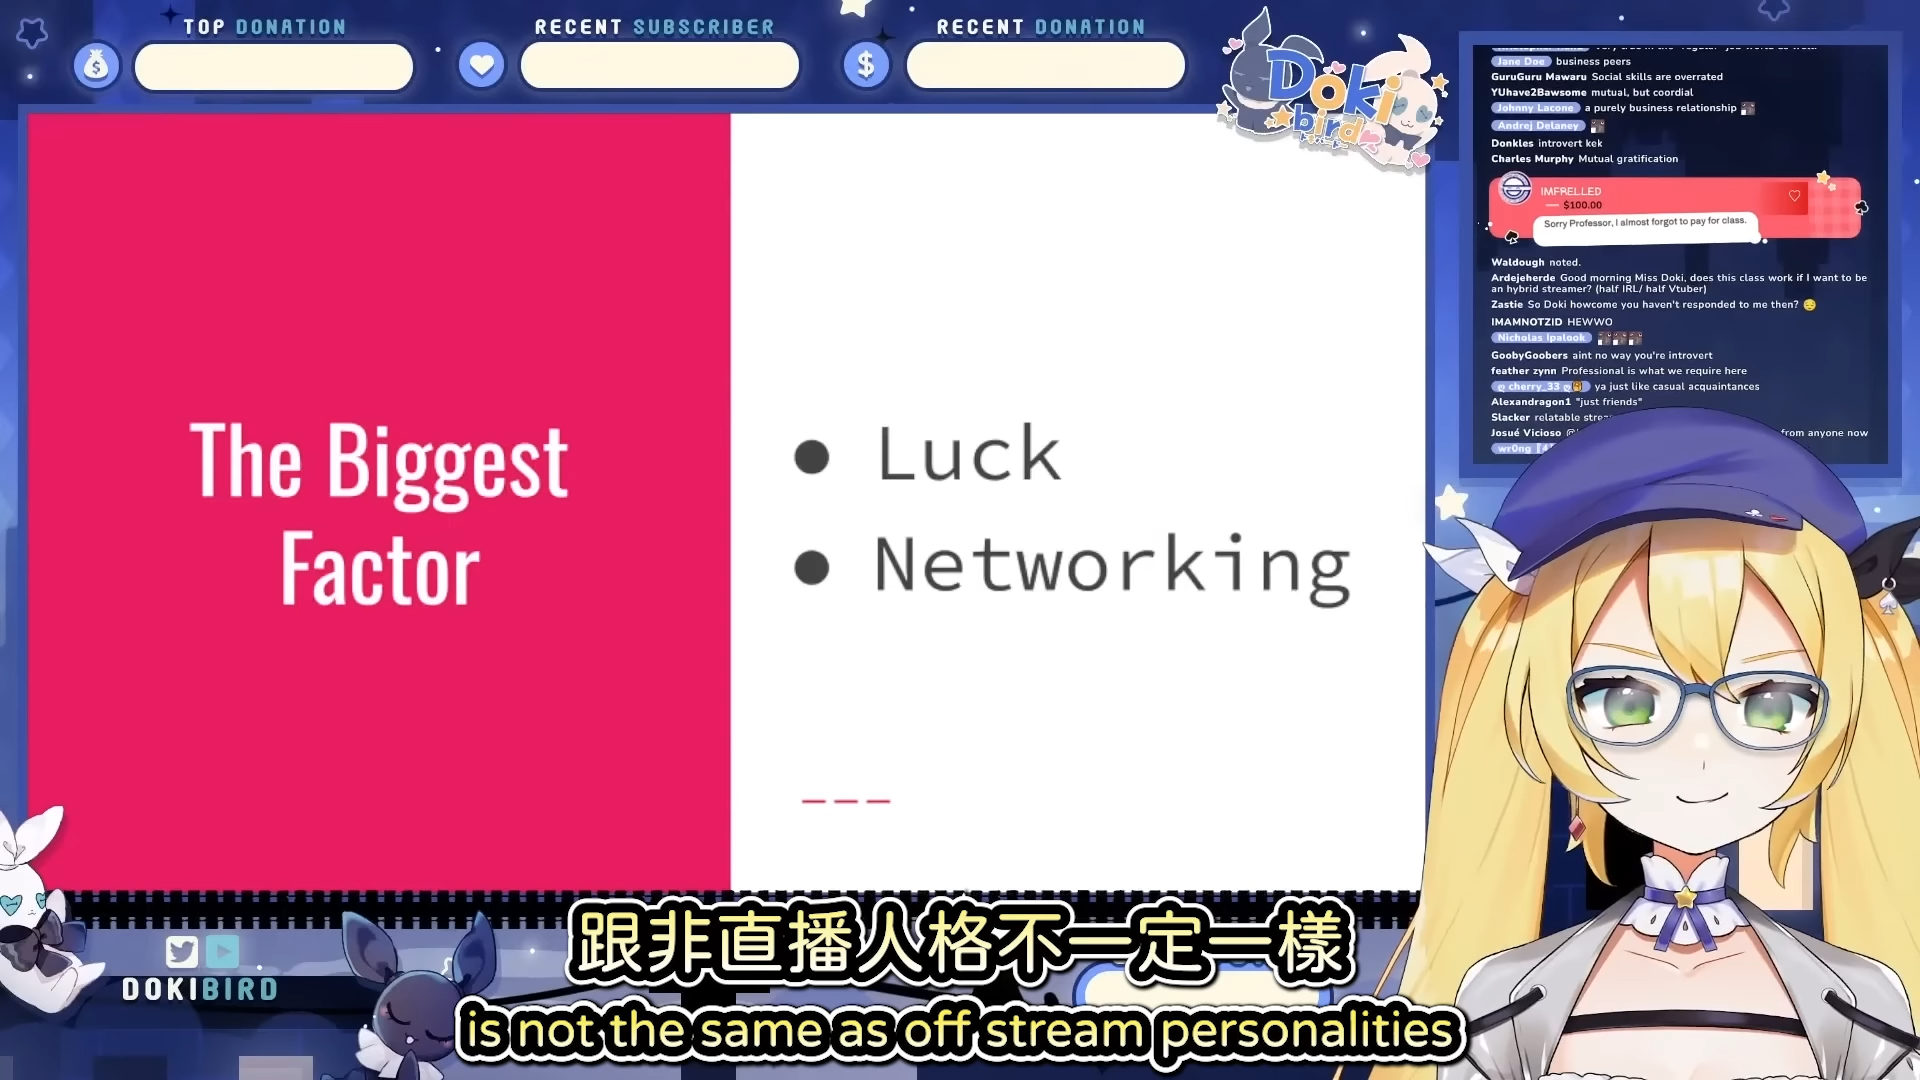 TOP DONATION
RECENT SUBSCRIBER
RECENT DONATION
Doki
bird
Jane Doe business peers
GuruGuru Mawaru Social skills are overrated
YUhave2Bawsome mutual, but coordial
Johnny Lacone a purely business relationship
Andrej Delaney
Donkles introvert kek
Charles Murphy Mutual gratification
IMFRELLED
$100.00
Sorry Professor, I almost forgot to pay for class.
Waldough noted.
Ardejeherde Good morning Miss Doki, does this class work if I want to be
an hybrid streamer? (half IRL/ half Vtuber)
Zastie So Doki howcome you haven't responded to me then? 😔
IMAMNOTZID HEWWO
Nicholas Ipalook
GoobyGoobers aint no way you're introvert
feather zynn Professional is what we require here
ღ cherry_33 ღ ya just like casual acquaintances
Alexandragon1 "just friends"
Slacker relatable
Josué Vicioso from anyone now
wr0ng
The Biggest
Factor
● Luck
● Networking
DOKIBIRD
跟非直播人格不一定一樣
is not the same as off stream personalities